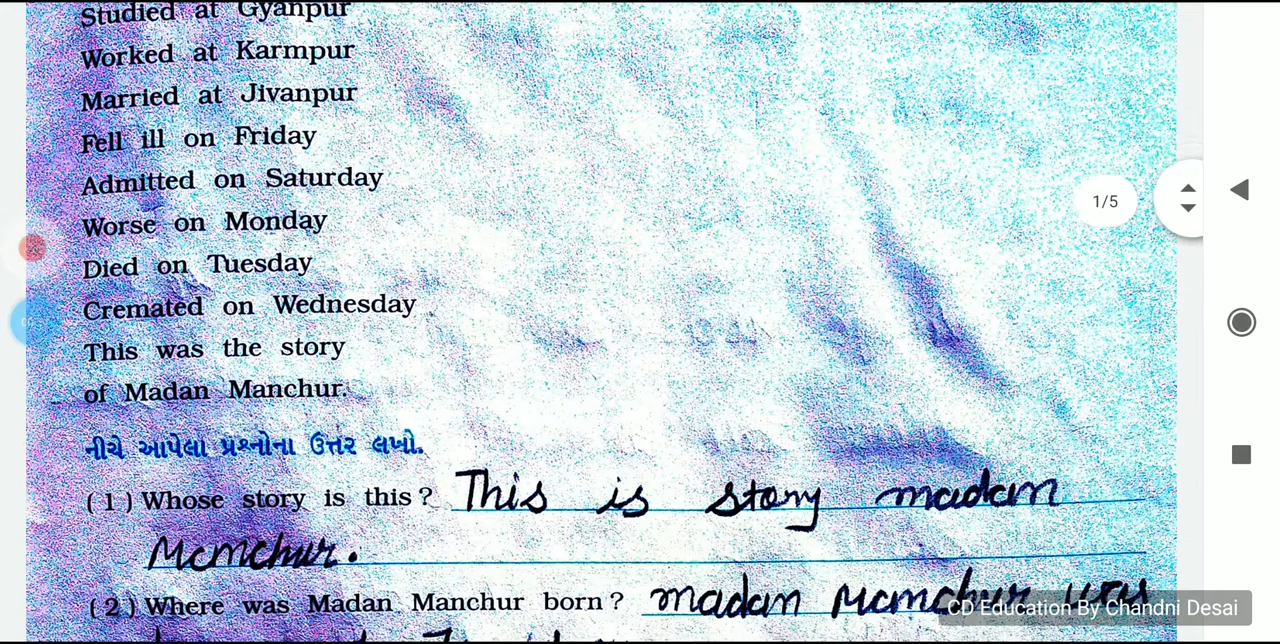 Studied at Gyanpur
Worked at Karmpur
Married at Jivanpur
Fell ill on Friday
Admitted on Saturday
Worse on Monday
Died on Tuesday
Cremated on Wednesday
This was the story
of Madan Manchur.
1/5
નીચે આપેલા પ્રશ્નોના ઉત્તર લખો.
(1) Whose story is this? This is story madam
Mcmchur.
(2) Where was Madan Manchur born? madan Mcmchur
CD Education By Chandni Desai